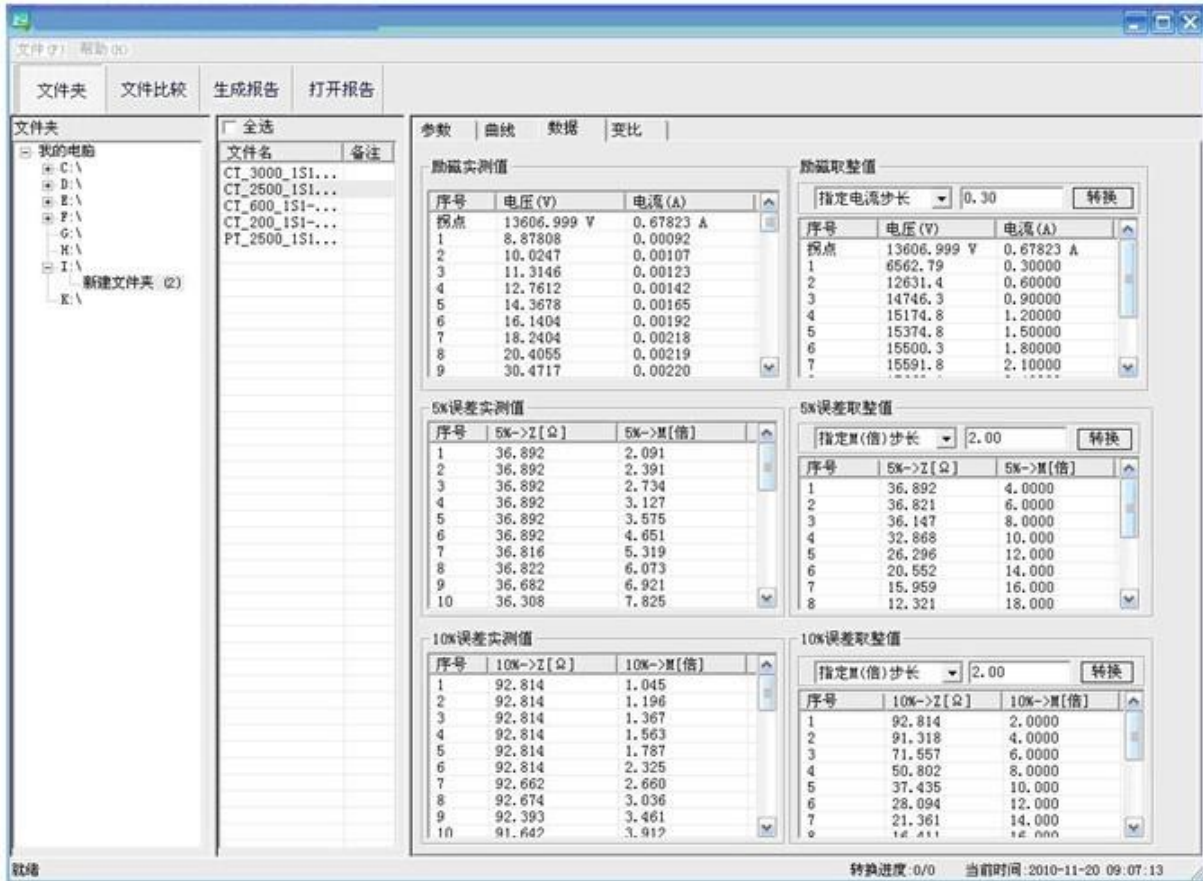 文件(F) 帮助(H)
文件夹 文件比较 生成报告 打开报告
文件夹
我的电脑
C:\
D:\
E:\
F:\
G:\
H:\
I:\
新建文件夹 (2)
K:\
全选
文件名 备注
CT_3000_1S1...
CT_2500_1S1...
CT_600_1S1-...
CT_200_1S1-...
PT_2500_1S1...
参数 曲线 数据 变比
励磁实测值
序号 电压(V) 电流(A)
拐点 13606.999 V 0.67823 A
1 8.87808 0.00092
2 10.0247 0.00107
3 11.3146 0.00123
4 12.7612 0.00142
5 14.3678 0.00165
6 16.1404 0.00192
7 18.2404 0.00218
8 20.4055 0.00219
9 30.4717 0.00220
励磁取整值
指定电流步长 0.30 转换
序号 电压(V) 电流(A)
拐点 13606.999 V 0.67823 A
1 6562.79 0.30000
2 12631.4 0.60000
3 14746.3 0.90000
4 15174.8 1.20000
5 15374.8 1.50000
6 15500.3 1.80000
7 15591.8 2.10000
5%误差实测值
序号 5%->Z[Ω] 5%->M[倍]
1 36.892 2.091
2 36.892 2.391
3 36.892 2.734
4 36.892 3.127
5 36.892 3.575
6 36.892 4.651
7 36.816 5.319
8 36.822 6.073
9 36.682 6.921
10 36.308 7.825
5%误差取整值
指定M(倍)步长 2.00 转换
序号 5%->Z[Ω] 5%->M[倍]
1 36.892 4.0000
2 36.821 6.0000
3 36.147 8.0000
4 32.868 10.000
5 26.296 12.000
6 20.552 14.000
7 15.959 16.000
8 12.321 18.000
10%误差实测值
序号 10%->Z[Ω] 10%->M[倍]
1 92.814 1.045
2 92.814 1.196
3 92.814 1.367
4 92.814 1.563
5 92.814 1.787
6 92.814 2.325
7 92.662 2.660
8 92.674 3.036
9 92.393 3.461
10 91.642 3.912
10%误差取整值
指定M(倍)步长 2.00 转换
序号 10%->Z[Ω] 10%->M[倍]
1 92.814 2.0000
2 91.318 4.0000
3 71.557 6.0000
4 50.802 8.0000
5 37.435 10.000
6 28.094 12.000
7 21.361 14.000
8 16.411 16.000
就绪 转换进度:0/0 当前时间:2010-11-20 09:07:13